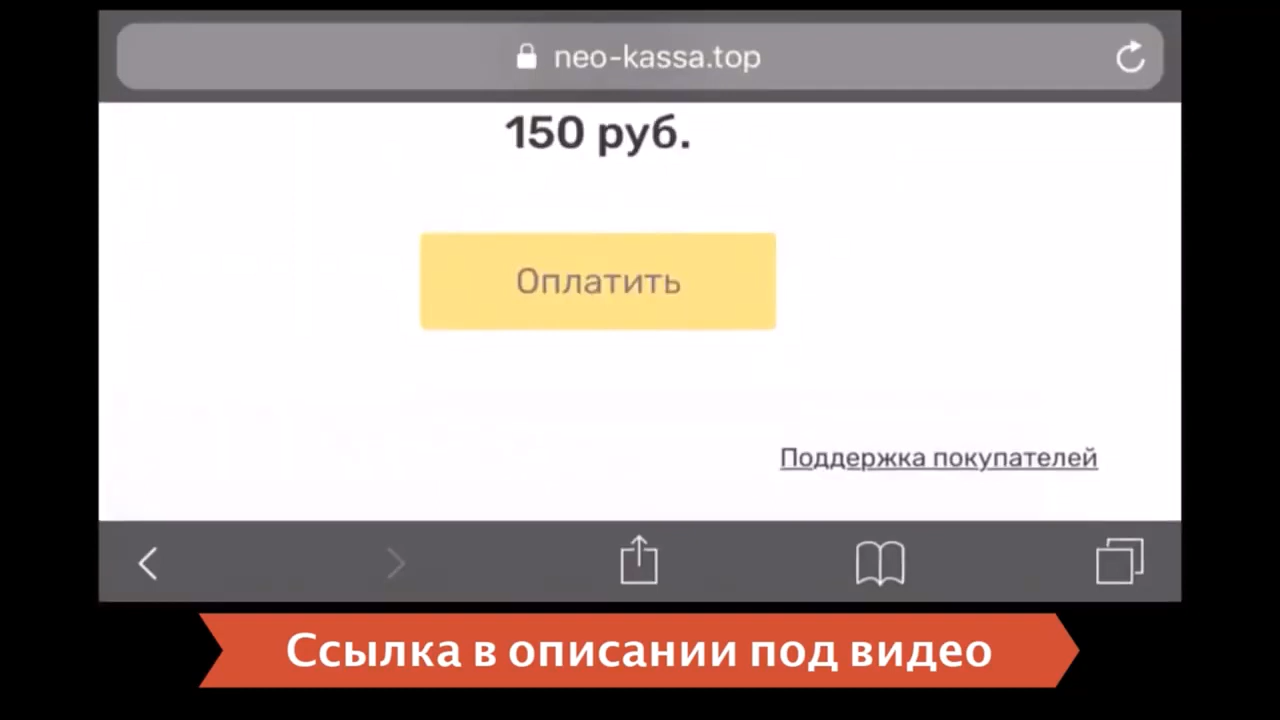 neo-kassa.top
150 руб.
Оплатить
Поддержка покупателей
Ссылка в описании под видео